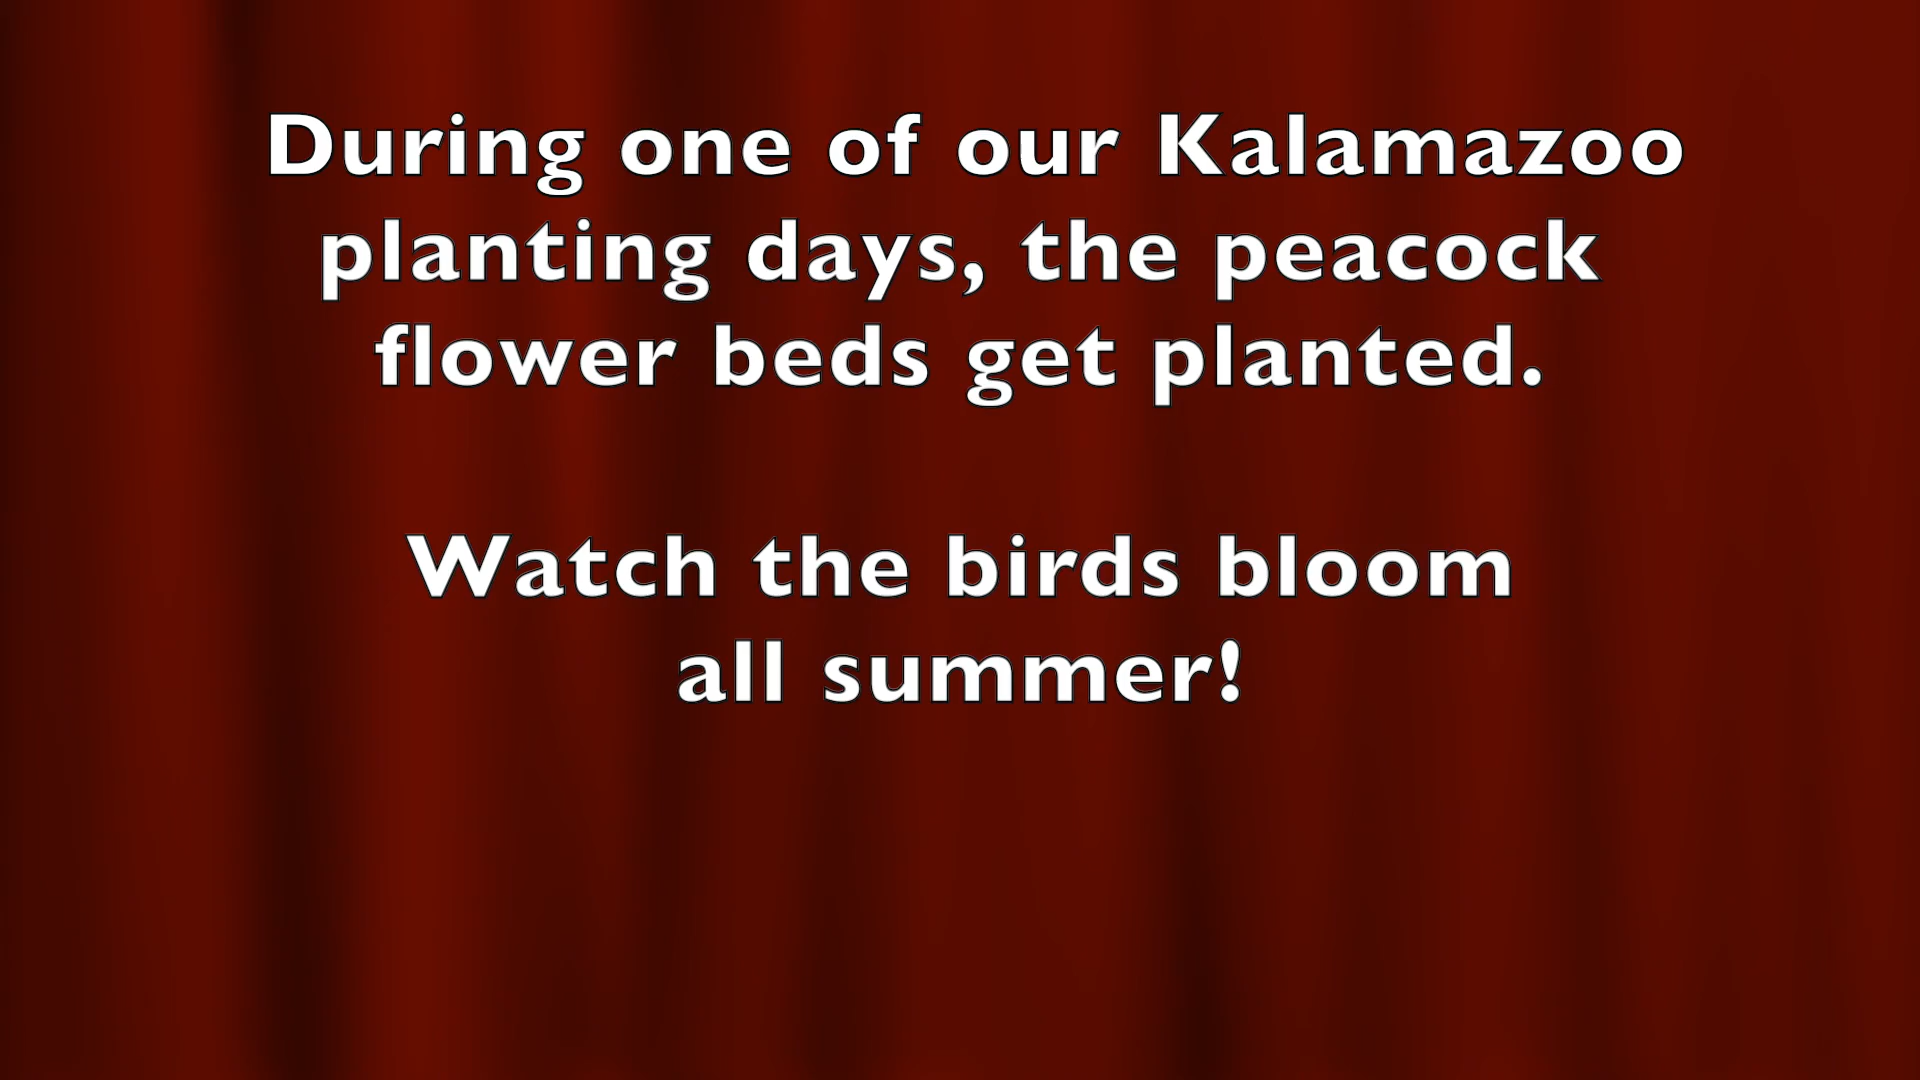 During one of our Kalamazoo
planting days, the peacock
flower beds get planted.
Watch the birds bloom
all summer!